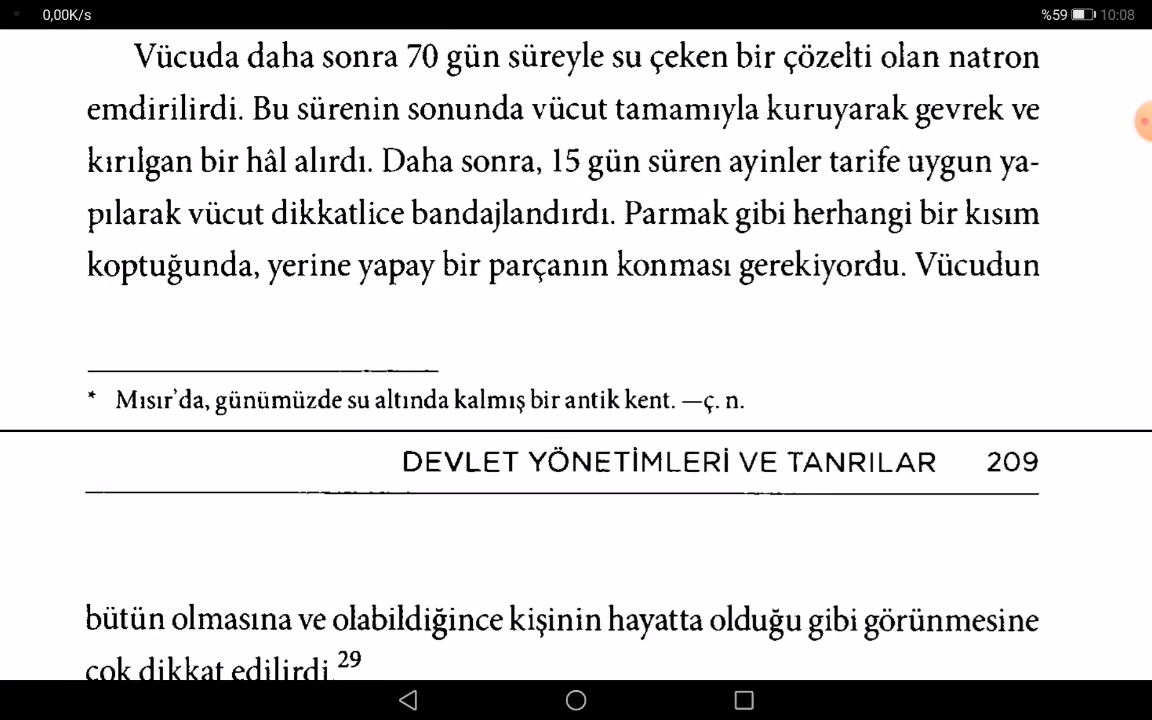 0,00K/s
%59 10:08
Vücuda daha sonra 70 gün süreyle su çeken bir çözelti olan natron
emdirilirdi. Bu sürenin sonunda vücut tamamıyla kuruyarak gevrek ve
kırılgan bir hâl alırdı. Daha sonra, 15 gün süren ayinler tarife uygun ya-
pılarak vücut dikkatlice bandajlandırdı. Parmak gibi herhangi bir kısım
koptuğunda, yerine yapay bir parçanın konması gerekiyordu. Vücudun
* Mısır'da, günümüzde su altında kalmış bir antik kent. —ç. n.
DEVLET YÖNETİMLERİ VE TANRILAR 209
bütün olmasına ve olabildiğince kişinin hayatta olduğu gibi görünmesine
çok dikkat edilirdi.29